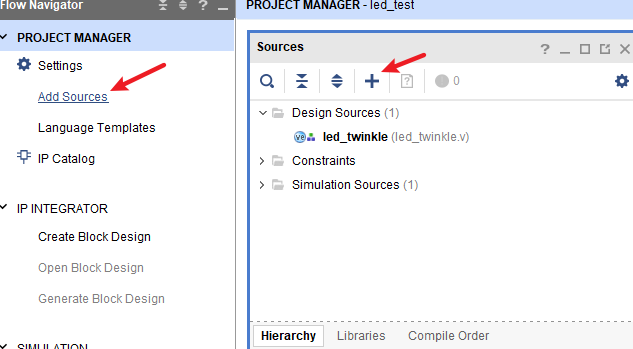 Flow Navigator
?
PROJECT MANAGER
Settings
Add Sources
Language Templates
IP Catalog
IP INTEGRATOR
Create Block Design
Open Block Design
Generate Block Design
SIMULATION
PROJECT MANAGER - led_test
Sources
?
0
Design Sources (1)
led_twinkle (led_twinkle.v)
Constraints
Simulation Sources (1)
Hierarchy Libraries Compile Order